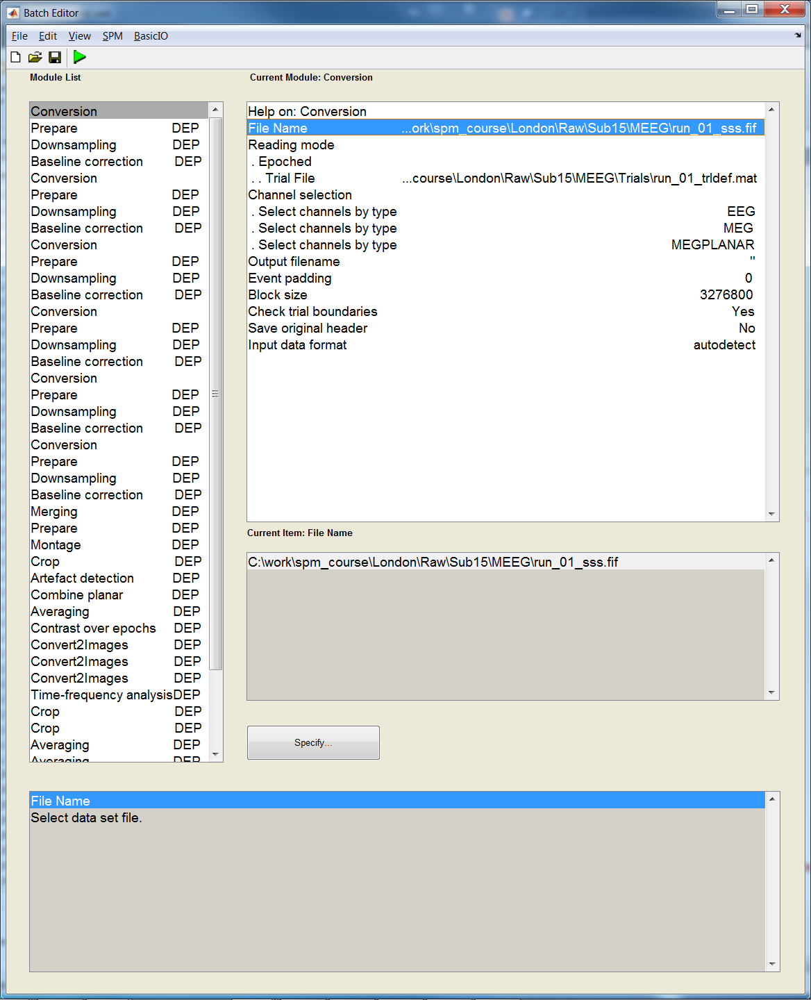 Batch Editor
File Edit View SPM BasicIO
Module List
Current Module: Conversion
Conversion
Prepare DEP
Downsampling DEP
Baseline correction DEP
Conversion
Prepare DEP
Downsampling DEP
Baseline correction DEP
Conversion
Prepare DEP
Downsampling DEP
Baseline correction DEP
Conversion
Prepare DEP
Downsampling DEP
Baseline correction DEP
Conversion
Prepare DEP
Downsampling DEP
Baseline correction DEP
Conversion
Prepare DEP
Downsampling DEP
Baseline correction DEP
Merging DEP
Prepare DEP
Montage DEP
Crop DEP
Artefact detection DEP
Combine planar DEP
Averaging DEP
Contrast over epochs DEP
Convert2Images DEP
Convert2Images DEP
Convert2Images DEP
Time-frequency analysisDEP
Crop DEP
Crop DEP
Averaging DEP
Averaging DEP
Help on: Conversion
File Name ...ork\spm_course\London\Raw\Sub15\MEEG\run_01_sss.fif
Reading mode
. Epoched
. . Trial File ...course\London\Raw\Sub15\MEEG\Trials\run_01_trldef.mat
Channel selection
. Select channels by type EEG
. Select channels by type MEG
. Select channels by type MEGPLANAR
Output filename ''
Event padding 0
Block size 3276800
Check trial boundaries Yes
Save original header No
Input data format autodetect
Current Item: File Name
C:\work\spm_course\London\Raw\Sub15\MEEG\run_01_sss.fif
Specify...
File Name
Select data set file.